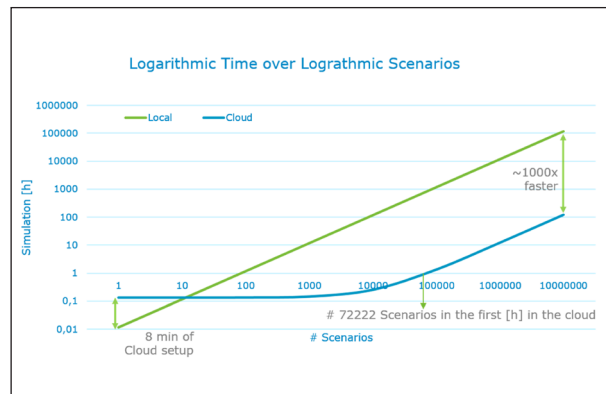 Logarithmic Time over Lograthmic Scenarios
1000000
Local
Cloud
100000
10000
~1000x
faster
1000
100
10
1
1
10
100
1000
10000
100000
1000000
10000000
0,1
0,01
Simulation [h]
# 72222 Scenarios in the first [h] in the cloud
8 min of
Cloud setup
# Scenarios